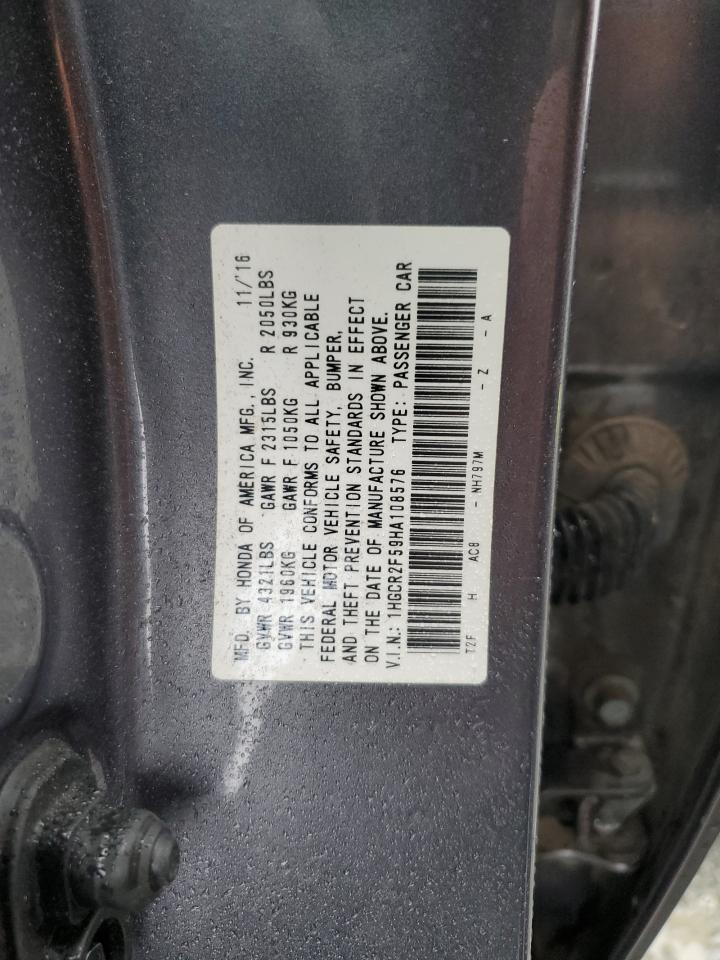 MFD. BY HONDA OF AMERICA MFG., INC. 11/'16
GVWR 4321LBS GAWR F 2315LBS R 2050LBS
GVWR 1960KG GAWR F 1050KG R 930KG
THIS VEHICLE CONFORMS TO ALL APPLICABLE
FEDERAL MOTOR VEHICLE SAFETY, BUMPER,
AND THEFT PREVENTION STANDARDS IN EFFECT
ON THE DATE OF MANUFACTURE SHOWN ABOVE.
V.I.N.: 1HGCR2F59HA108576 TYPE: PASSENGER CAR
T2F H AC8 - NH797M - Z - A